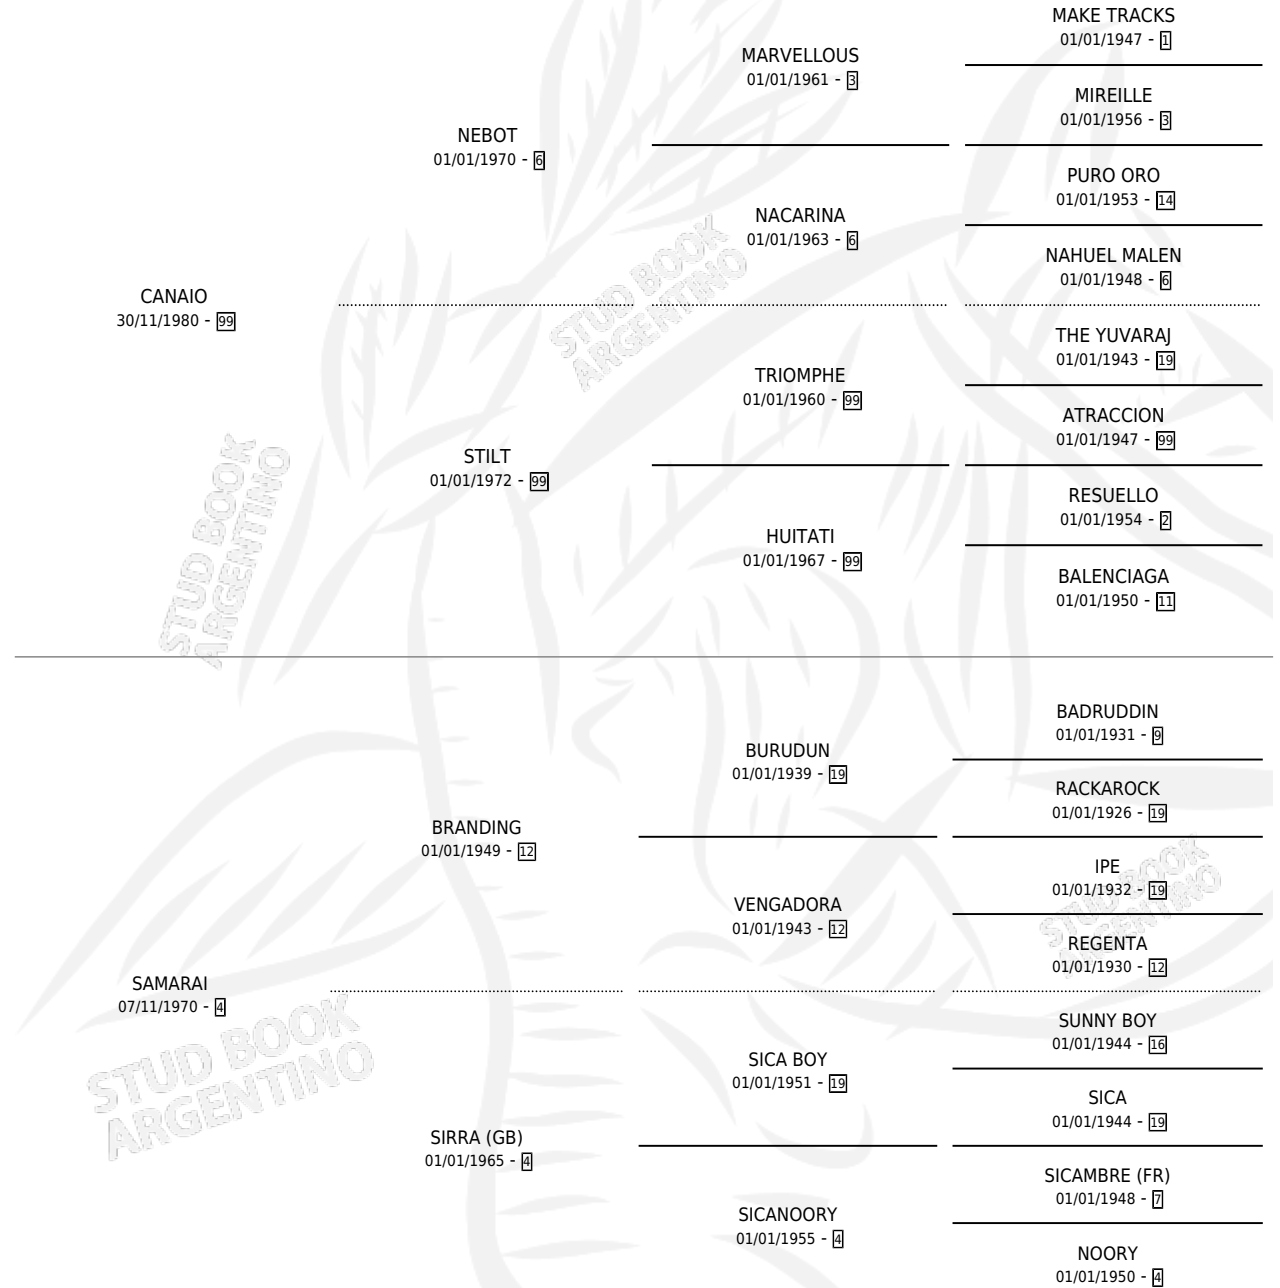 MAKE TRACKS
01/01/1947 - 1
MARVELLOUS
01/01/1961 - 3
MIREILLE
01/01/1956 - 3
NEBOT
01/01/1970 - 6
PURO ORO
01/01/1953 - 14
NACARINA
01/01/1963 - 6
NAHUEL MALEN
01/01/1948 - 6
CANAIO
30/11/1980 - 99
STUD BOOK
ARGENTINO
THE YUVARAJ
01/01/1943 - 19
TRIOMPHE
01/01/1960 - 99
ATRACCION
01/01/1947 - 99
STILT
01/01/1972 - 99
RESUELLO
01/01/1954 - 2
HUITATI
01/01/1967 - 99
BALENCIAGA
01/01/1950 - 11
STUD BOOK
ARGENTINO
BADRUDDIN
01/01/1931 - 9
BURUDUN
01/01/1939 - 19
RACKAROCK
01/01/1926 - 19
BRANDING
01/01/1949 - 12
IPE
01/01/1932 - 19
VENGADORA
01/01/1943 - 12
STUD BOOK
ARGENTINO
REGENTA
01/01/1930 - 12
SAMARAI
07/11/1970 - 4
SUNNY BOY
01/01/1944 - 16
STUD BOOK
ARGENTINO
SICA BOY
01/01/1951 - 19
SICA
01/01/1944 - 19
SIRRA (GB)
01/01/1965 - 4
SICAMBRE (FR)
01/01/1948 - 7
SICANOORY
01/01/1955 - 4
NOORY
01/01/1950 - 4